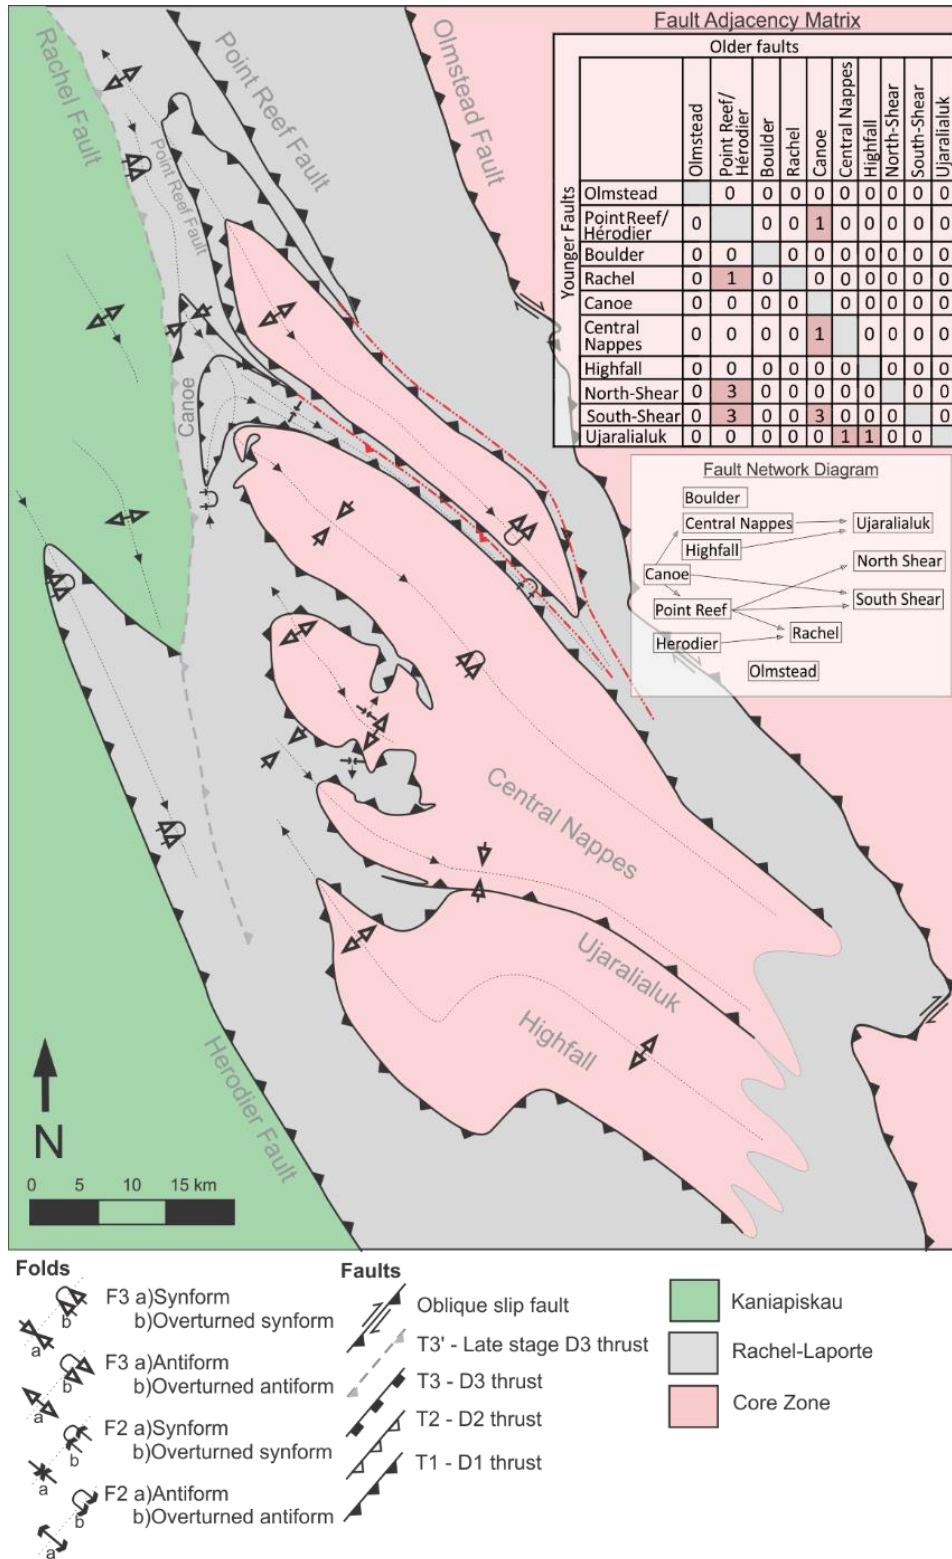 Fault Adjacency Matrix
Older faults
Younger Faults
Olmstead
Point Reef/
Hérodier
Boulder
Rachel
Canoe
Central Nappes
Highfall
North-Shear
South-Shear
Ujaralialuk
Olmstead 0 0 0 0 0 0 0 0 0
Point Reef/
Hérodier 0 0 0 1 0 0 0 0 0
Boulder 0 0 0 0 0 0 0 0 0
Rachel 0 1 0 0 0 0 0 0 0
Canoe 0 0 0 0 0 0 0 0 0
Central
Nappes 0 0 0 0 1 0 0 0 0
Highfall 0 0 0 0 0 0 0 0 0
North-Shear 0 3 0 0 0 0 0 0 0
South-Shear 0 3 0 0 3 0 0 0 0
Ujaralialuk 0 0 0 0 0 1 1 0 0
Fault Network Diagram
Boulder
Central Nappes
Ujaralialuk
Highfall
North Shear
Canoe
South Shear
Point Reef
Rachel
Herodier
Olmstead
Rachel Fault
Point Reef Fault
Olmstead Fault
Point Reef Fault
Canoe
Central Nappes
Ujaralialuk
Highfall
Herodier Fault
N
0 5 10 15 km
Folds
F3 a)Synform
b)Overturned synform
b
a
F3 a)Antiform
b)Overturned antiform
b
a
F2 a)Synform
b)Overturned synform
b
a
F2 a)Antiform
b)Overturned antiform
b
a
Faults
Oblique slip fault
T3' - Late stage D3 thrust
T3 - D3 thrust
T2 - D2 thrust
T1 - D1 thrust
Kaniapiskau
Rachel-Laporte
Core Zone